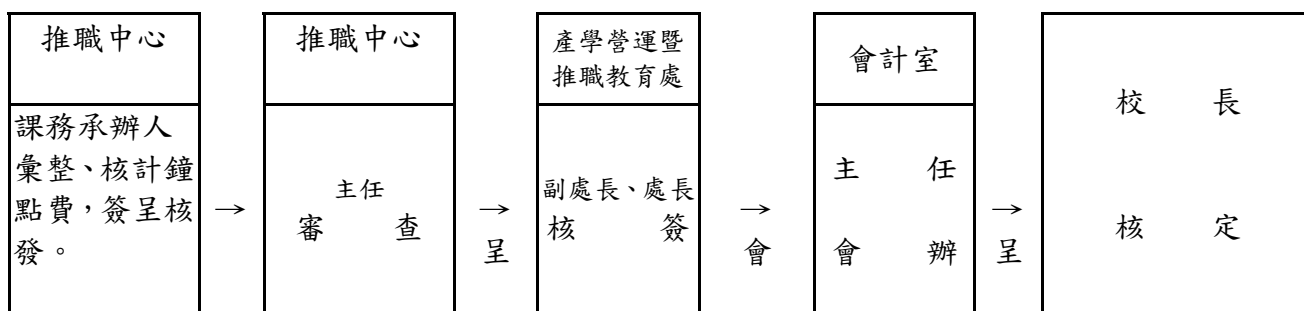 推職中心
課務承辦人
彙整、核計鐘
點費，簽呈核
發。
→
推職中心
主任
審 查
→
呈
產學營運暨
推職教育處
副處長、處長
核 簽
→
會
會計室
主 任
會 辦
→
呈
校 長
核 定